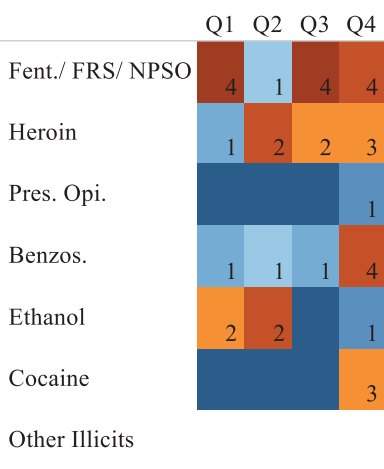 Q1 Q2 Q3 Q4
Fent./ FRS/ NPSO 4 1 4 4
Heroin 1 2 2 3
Pres. Opi. 1
Benzos. 1 1 1 4
Ethanol 2 2 1
Cocaine 3
Other Illicits